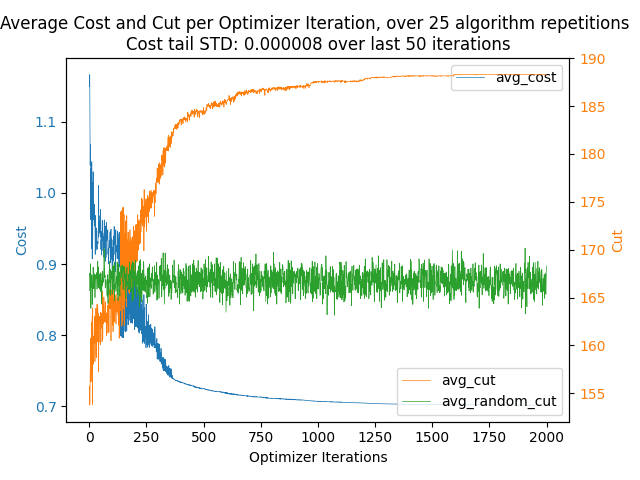 Average Cost and Cut per Optimizer Iteration, over 25 algorithm repetitions
Cost tail STD: 0.000008 over last 50 iterations
avg_cost
avg_cut
avg_random_cut
Cost
1.1
1.0
0.9
0.8
0.7
Cut
190
185
180
175
170
165
160
155
0
250
500
750
1000
1250
1500
1750
2000
Optimizer Iterations